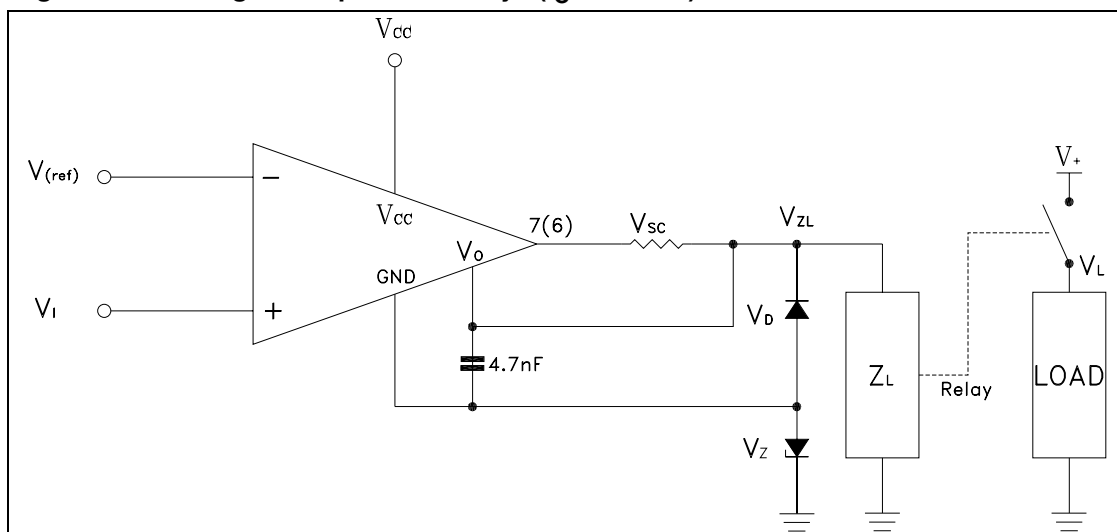 Vcc
V(ref)
−
Vcc
7(6)
VSC
VZL
V+
VO
GND
VI
+
4.7nF
VD
ZL
Relay
VL
LOAD
VZ